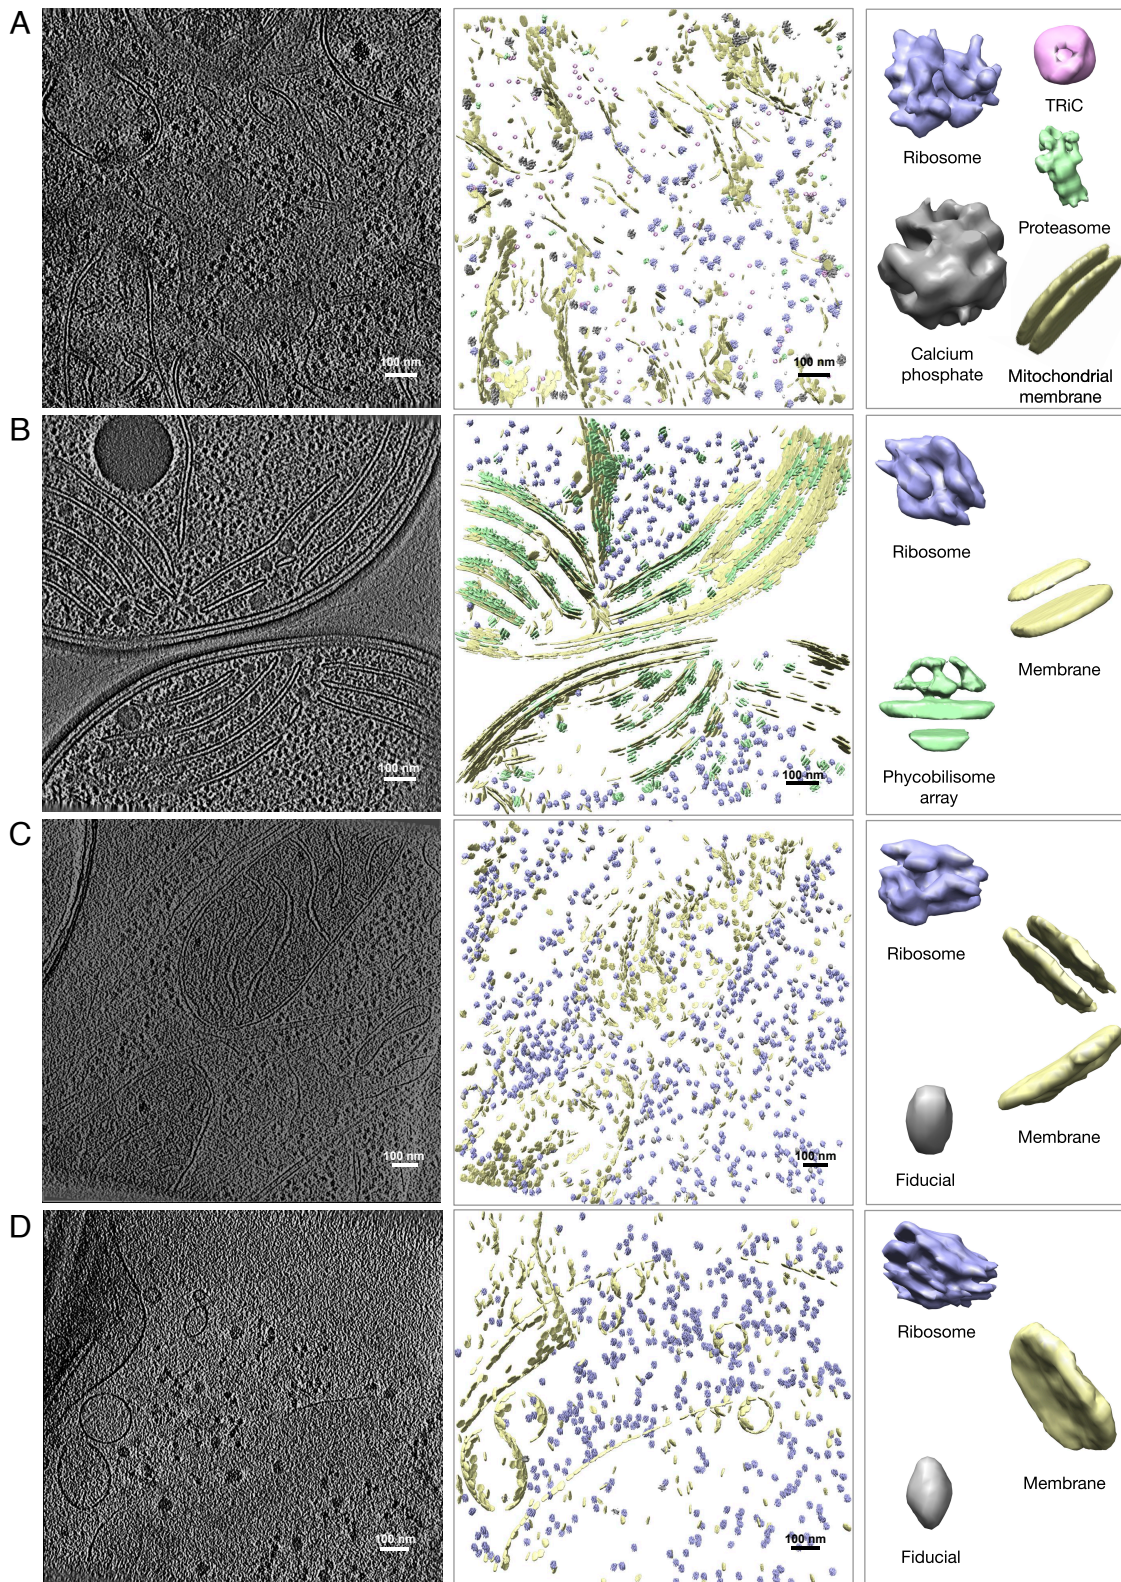 A
Ribosome
TRiC
Proteasome
Calcium
phosphate
Mitochondrial
membrane
100 nm
100 nm
B
Ribosome
Membrane
Phycobilisome
array
100 nm
100 nm
C
Ribosome
Membrane
Fiducial
100 nm
100 nm
D
Ribosome
Membrane
Fiducial
100 nm
100 nm